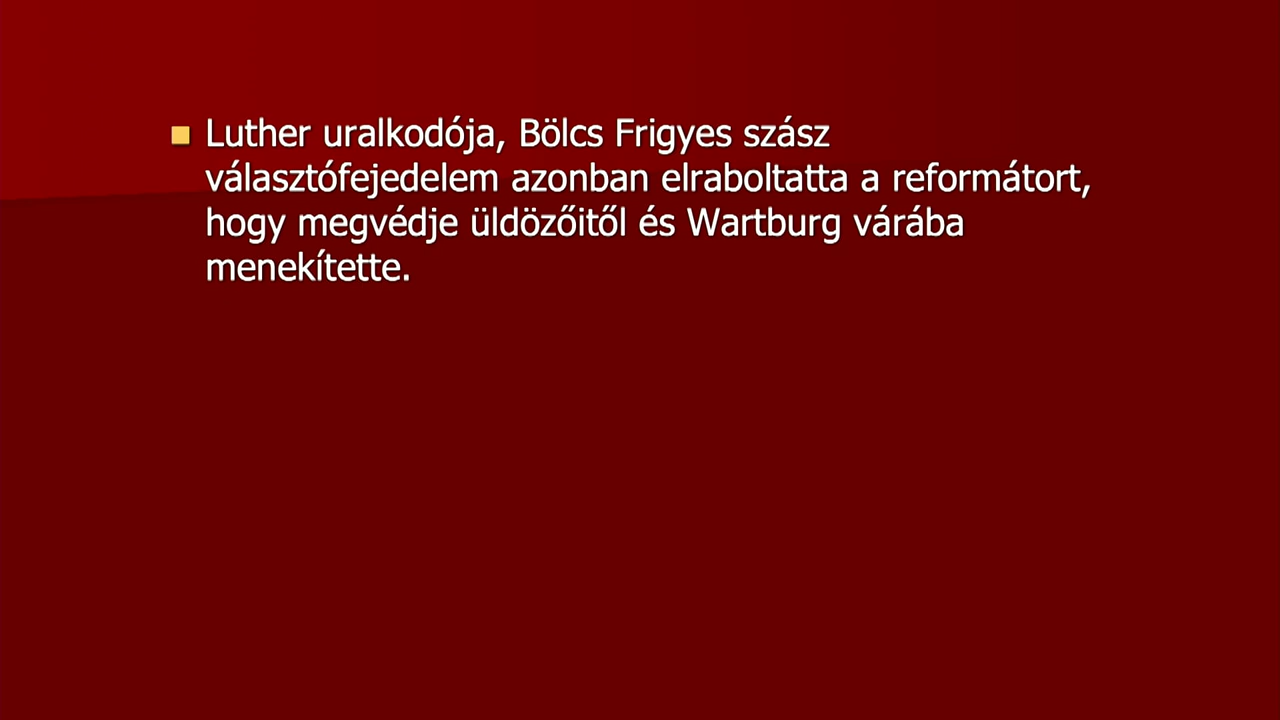 Luther uralkodója, Bölcs Frigyes szász
választófejedelem azonban elraboltatta a reformátort,
hogy megvédje üldözőitől és Wartburg várába
menekítette.